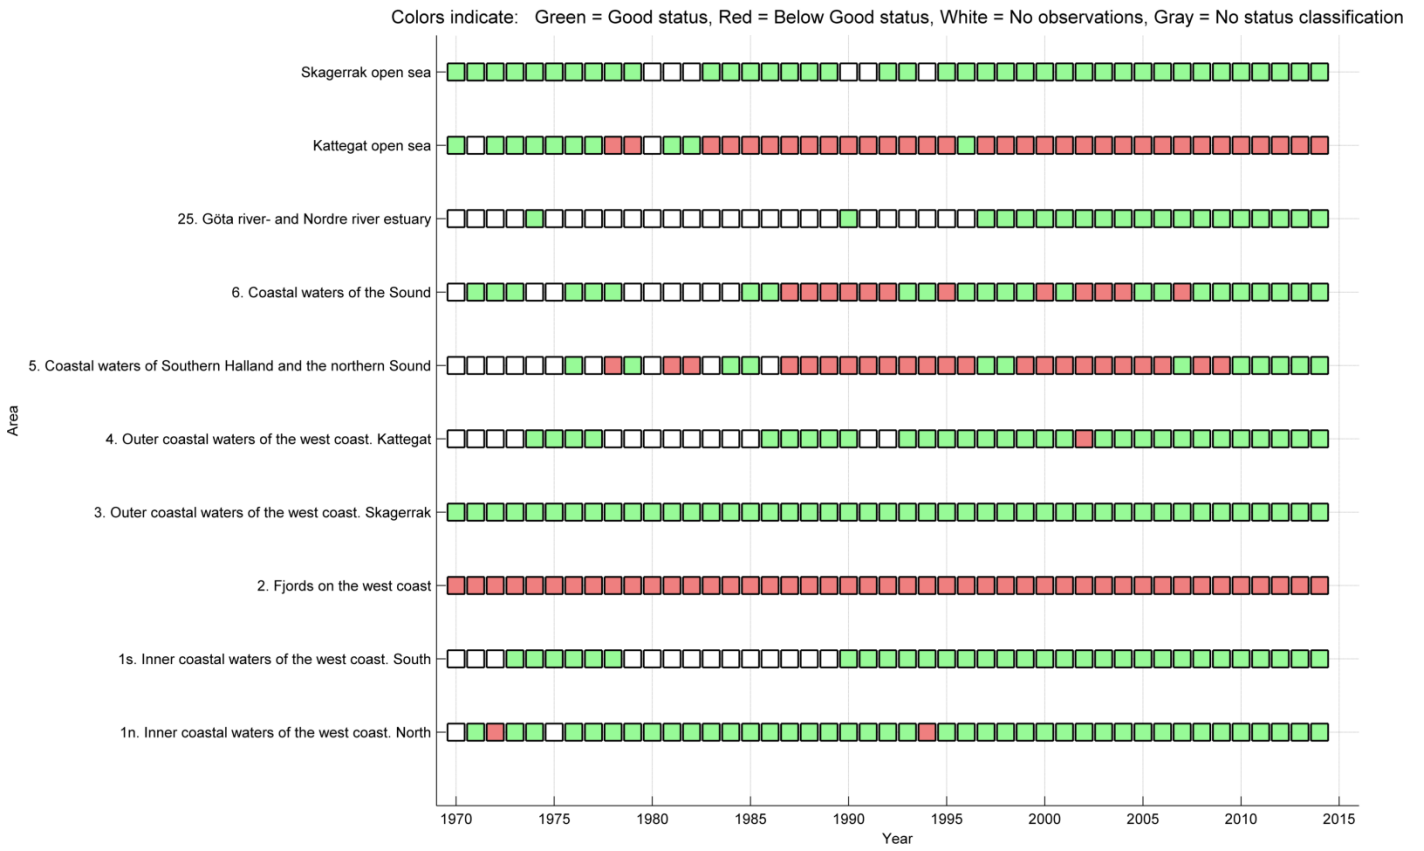 Colors indicate: Green = Good status, Red = Below Good status, White = No observations, Gray = No status classification
Skagerrak open sea
Kattegat open sea
25. Göta river- and Nordre river estuary
6. Coastal waters of the Sound
5. Coastal waters of Southern Halland and the northern Sound
4. Outer coastal waters of the west coast. Kattegat
3. Outer coastal waters of the west coast. Skagerrak
2. Fjords on the west coast
1s. Inner coastal waters of the west coast. South
1n. Inner coastal waters of the west coast. North
Area
1970 1975 1980 1985 1990 1995 2000 2005 2010 2015
Year